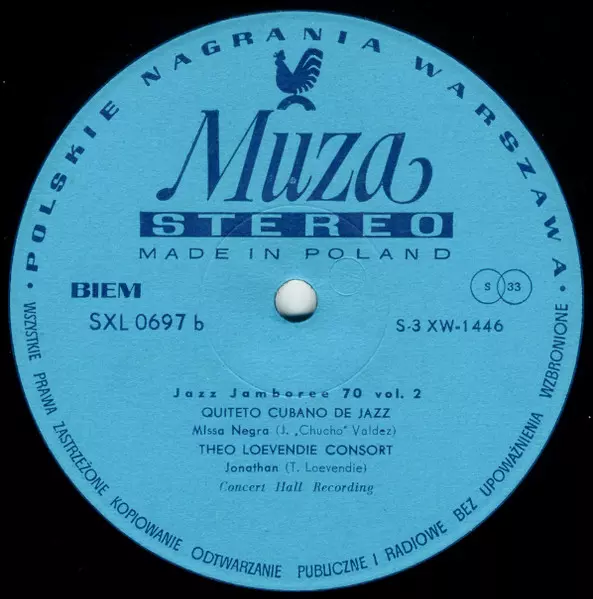 POLSKIE NAGRANIA WARSZAWA
Muza
STEREO
MADE IN POLAND
BIEM
S 33
SXL 0697 b
S-3 XW-1446
Jazz Jamboree 70 vol. 2
QUITETO CUBANO DE JAZZ
MIssa Negra (J. „Chucho" Valdez)
THEO LOEVENDIE CONSORT
Jonathan (T. Loevendie)
Concert Hall Recording
WSZYSTKIE PRAWA ZASTRZEŻONE KOPIOWANIE ODTWARZANIE PUBLICZNE I RADIOWE BEZ UPOWAŻNIENIA WZBRONIONE